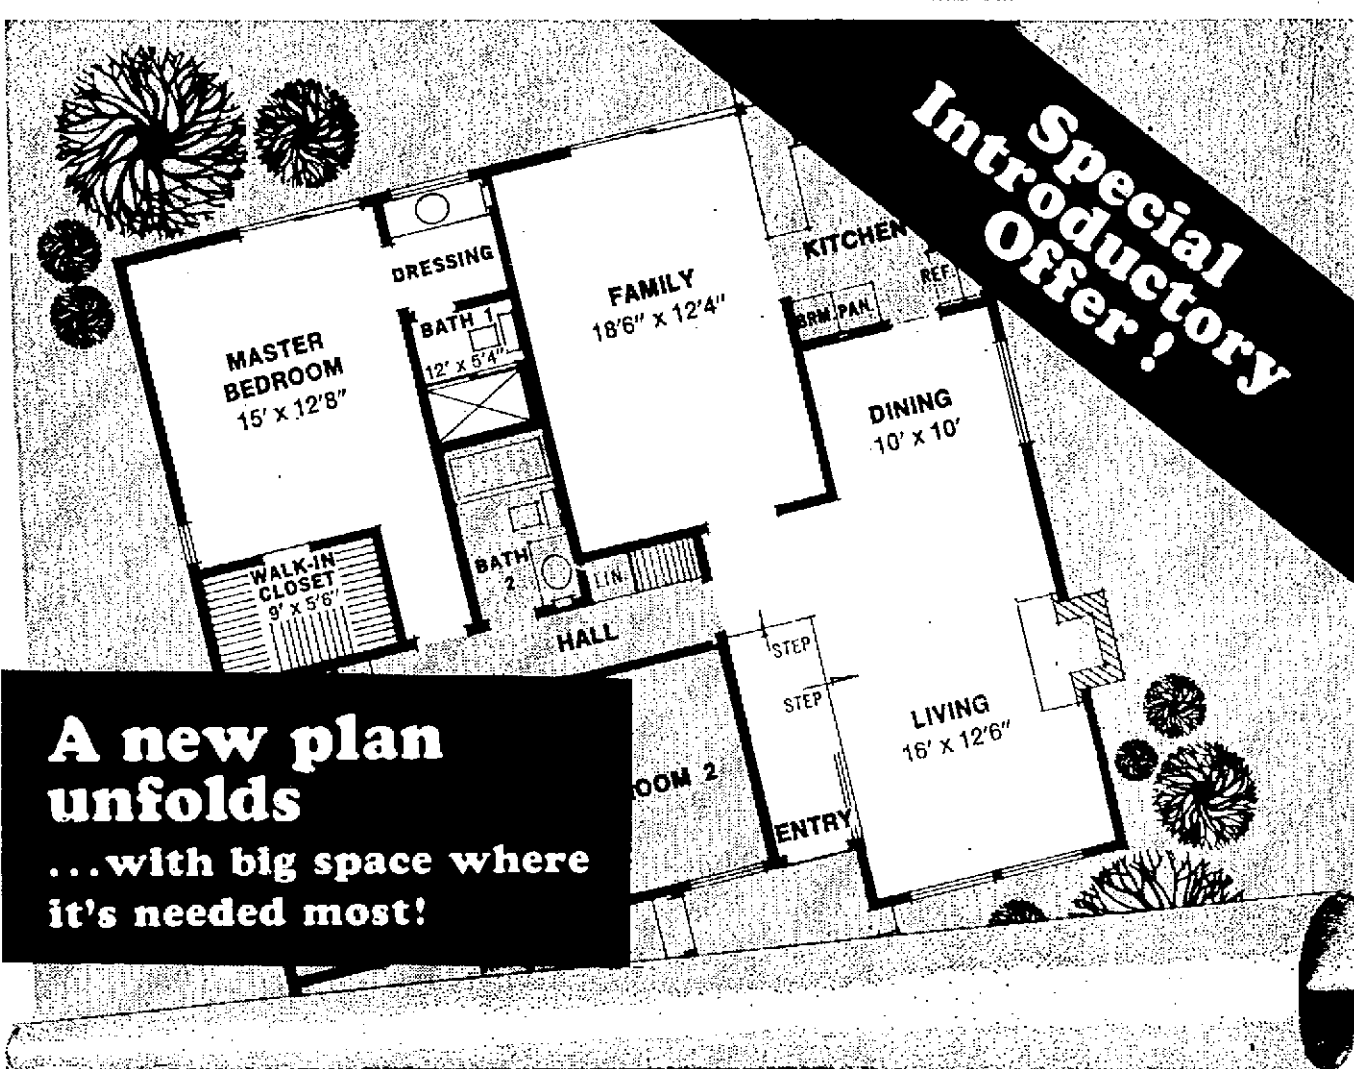 Special
Introductory
Offer!
KITCHEN
REF.
BRM. PAN.
DRESSING
FAMILY
18'6" x 12'4"
BATH 1
12' x 5'4"
MASTER
BEDROOM
15' x 12'8"
DINING
10' x 10'
WALK-IN
CLOSET
9' x 5'6"
BATH
2
LIN.
HALL
STEP
STEP
LIVING
16' x 12'6"
OOM 2
ENTRY
A new plan
unfolds
...with big space where
it's needed most!